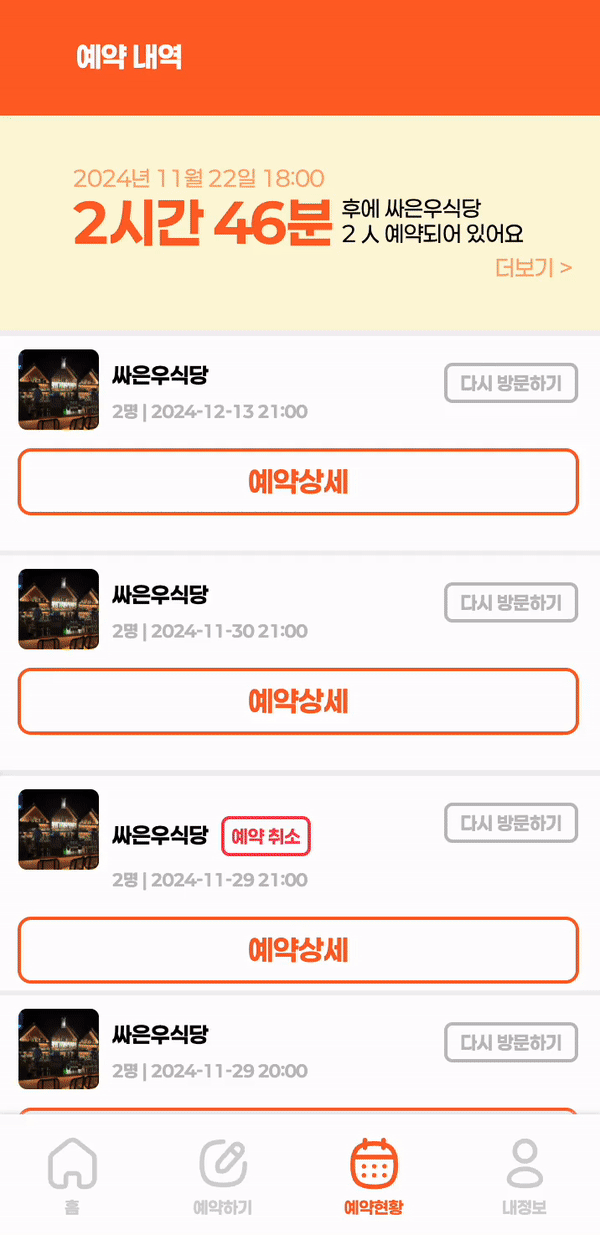 예약 내역
2024년 11월 22일 18:00
2시간 46분 후에 싸은우식당
2 人 예약되어 있어요
더보기 >
싸은우식당
다시 방문하기
2명 | 2024-12-13 21:00
예약상세
싸은우식당
다시 방문하기
2명 | 2024-11-30 21:00
예약상세
싸은우식당 예약 취소
다시 방문하기
2명 | 2024-11-29 21:00
예약상세
싸은우식당
다시 방문하기
2명 | 2024-11-29 20:00
홈 예약하기 예약현황 내정보